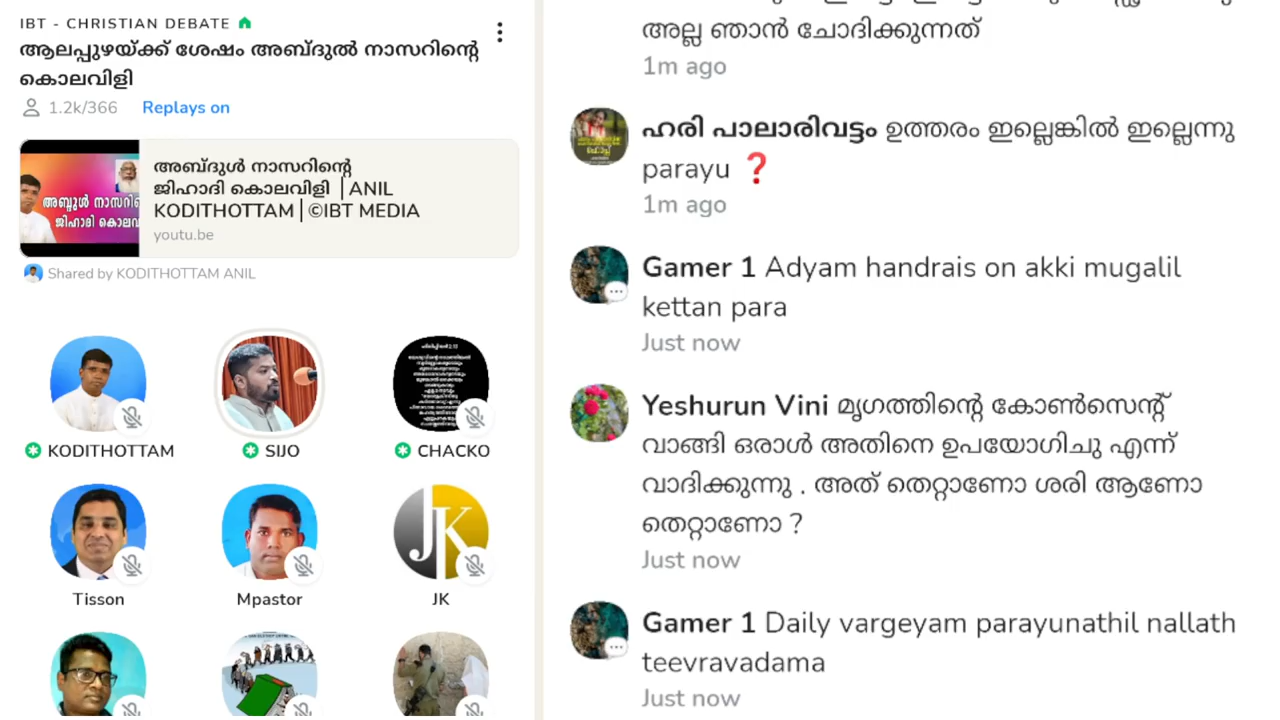 IBT - CHRISTIAN DEBATE
ആലപ്പുഴയ്ക്ക് ശേഷം അബ്ദുൽ നാസറിന്റെ
കൊലവിളി
1.2k/366 Replays on
അബ്ദുൾ നാസറിന്റെ
ജിഹാദി കൊലവിളി |ANIL
KODITHOTTAM|©IBT MEDIA
youtu.be
അബ്ദുൾ നാസറി
ജിഹാദി കൊലവ
Shared by KODITHOTTAM ANIL
KODITHOTTAM
SIJO
CHACKO
Tisson
Mpastor
JK
അല്ല ഞാൻ ചോദിക്കുന്നത്
1m ago
ഹരി പാലാരിവട്ടം ഉത്തരം ഇല്ലെങ്കിൽ ഇല്ലെന്നു
parayu ❓
1m ago
Gamer 1 Adyam handrais on akki mugalil
kettan para
Just now
Yeshurun Vini മൃഗത്തിന്റെ കോൺസെന്റ്
വാങ്ങി ഒരാൾ അതിനെ ഉപയോഗിചു എന്ന്
വാദിക്കുന്നു . അത് തെറ്റാണോ ശരി ആണോ
തെറ്റാണോ ?
Just now
Gamer 1 Daily vargeyam parayunathil nallath
teevravadama
Just now